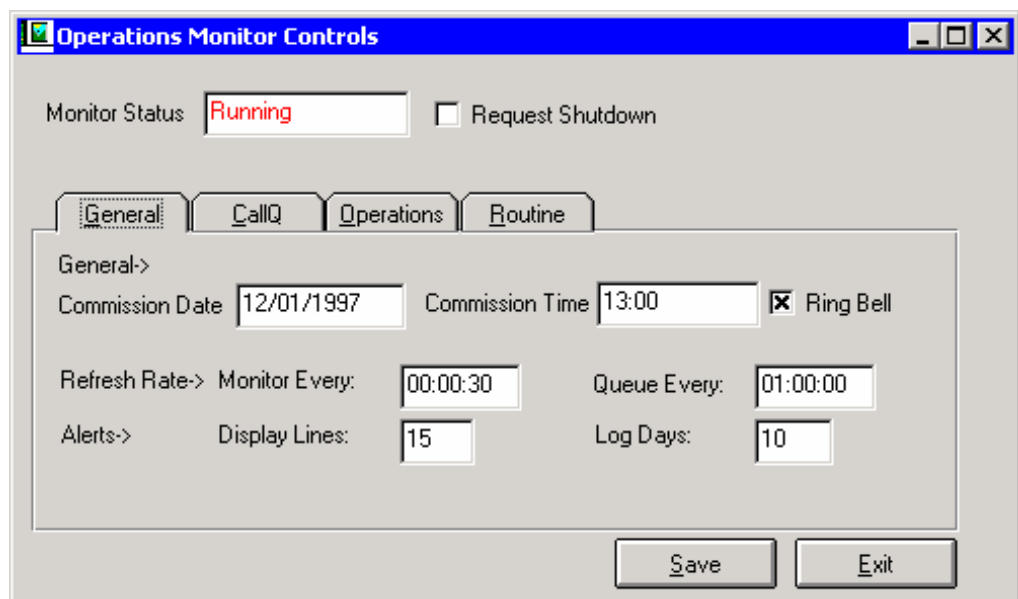 Operations Monitor Controls
Monitor Status Running Request Shutdown
General CallQ Operations Routine
General->
Commission Date 12/01/1997 Commission Time 13:00 Ring Bell
Refresh Rate-> Monitor Every: 00:00:30 Queue Every: 01:00:00
Alerts-> Display Lines: 15 Log Days: 10
Save Exit